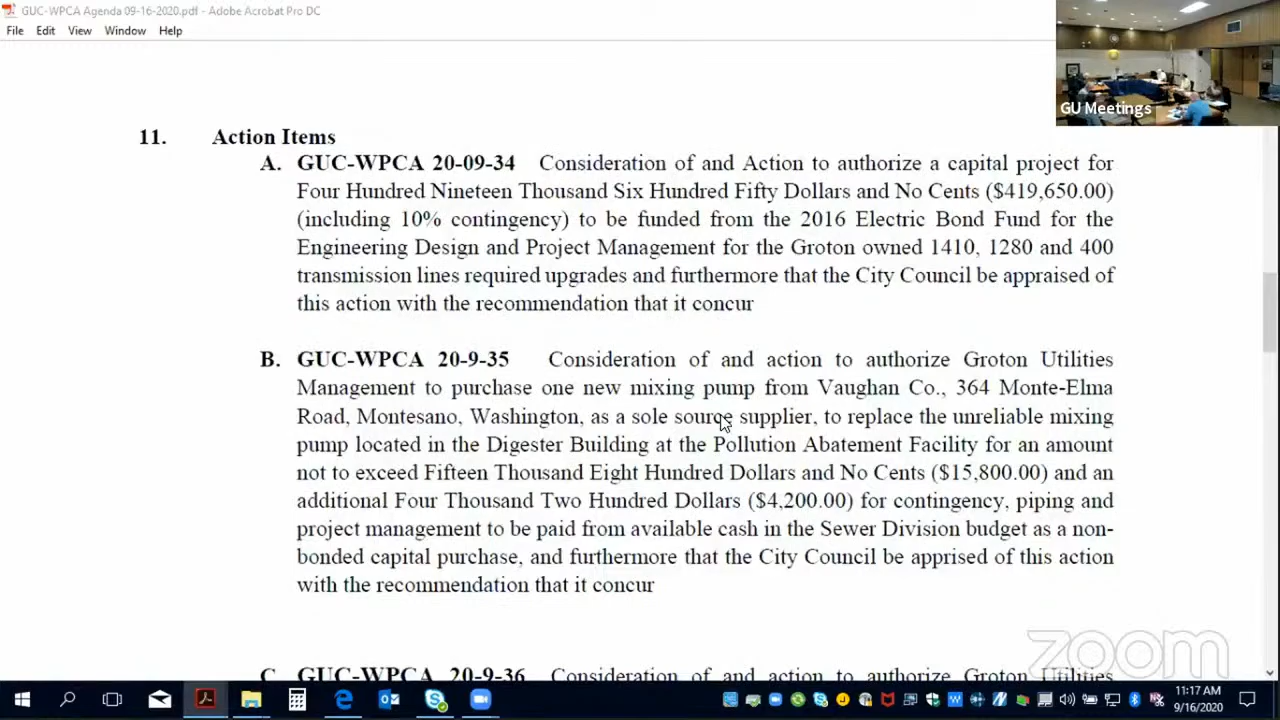 GUC-WPCA Agenda 09-16-2020.pdf - Adobe Acrobat Pro DC
File Edit View Window Help
GU Meetings
11. Action Items
A. GUC-WPCA 20-09-34 Consideration of and Action to authorize a capital project for
Four Hundred Nineteen Thousand Six Hundred Fifty Dollars and No Cents ($419,650.00)
(including 10% contingency) to be funded from the 2016 Electric Bond Fund for the
Engineering Design and Project Management for the Groton owned 1410, 1280 and 400
transmission lines required upgrades and furthermore that the City Council be appraised of
this action with the recommendation that it concur
B. GUC-WPCA 20-9-35 Consideration of and action to authorize Groton Utilities
Management to purchase one new mixing pump from Vaughan Co., 364 Monte-Elma
Road, Montesano, Washington, as a sole source supplier, to replace the unreliable mixing
pump located in the Digester Building at the Pollution Abatement Facility for an amount
not to exceed Fifteen Thousand Eight Hundred Dollars and No Cents ($15,800.00) and an
additional Four Thousand Two Hundred Dollars ($4,200.00) for contingency, piping and
project management to be paid from available cash in the Sewer Division budget as a non-
bonded capital purchase, and furthermore that the City Council be apprised of this action
with the recommendation that it concur
zoom
C. GUC-WPCA 20-9-36 Consideration of and action to authorize Groton Utilities
11:17 AM
9/16/2020